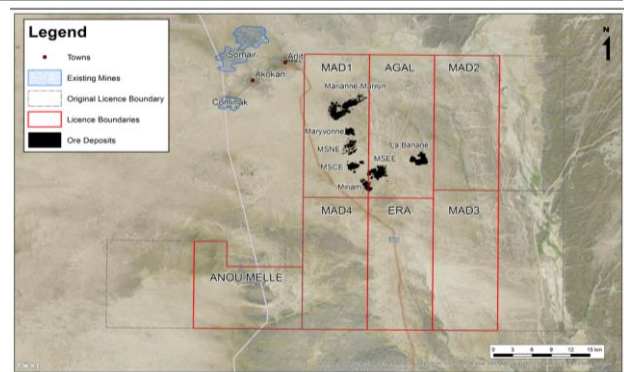 Legend
Towns
Existing Mines
Original Licence Boundary
Licence Boundaries
Ore Deposits
N
Somair
Arlit
Akokan
Cominak
MAD1
AGAL
MAD2
Marianne-Marilyn
Maryvonne
MSNE
La Banane
MSCE
MSEE
Miriam
MAD4
ERA
MAD3
ANOU MELLE
0 3 6 9 12 15 km